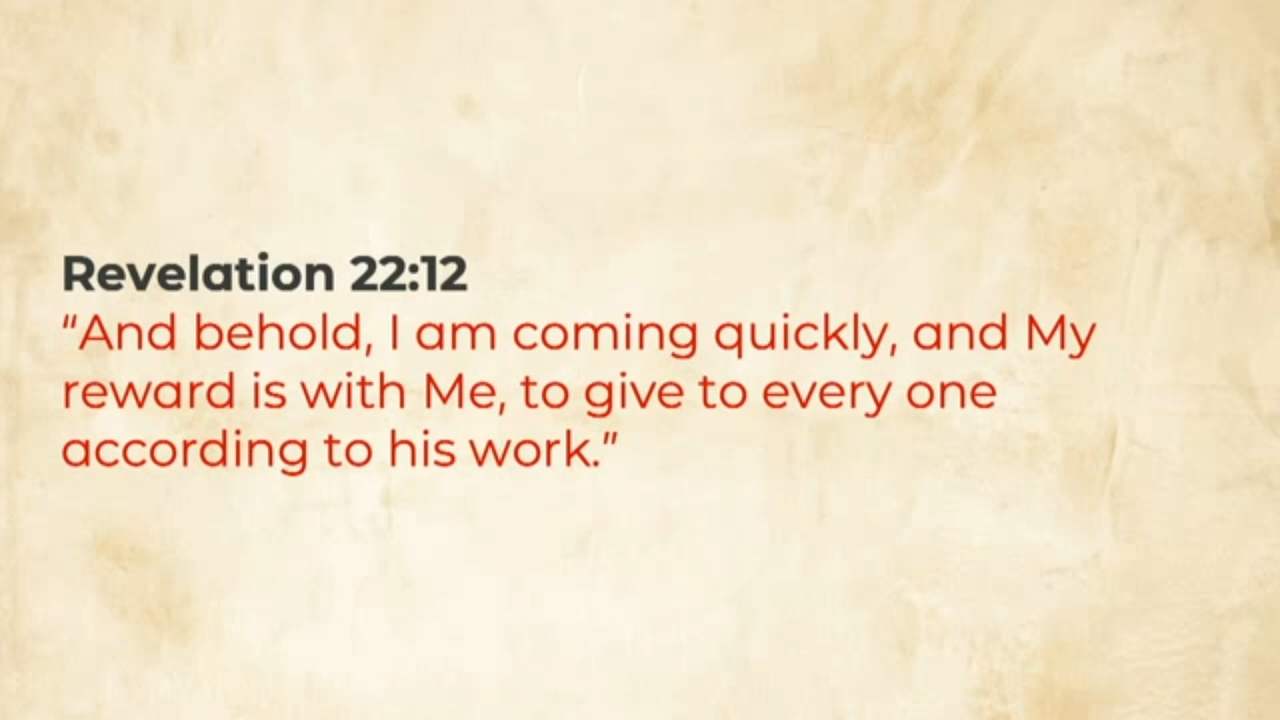 Revelation 22:12
“And behold, I am coming quickly, and My
reward is with Me, to give to every one
according to his work.”